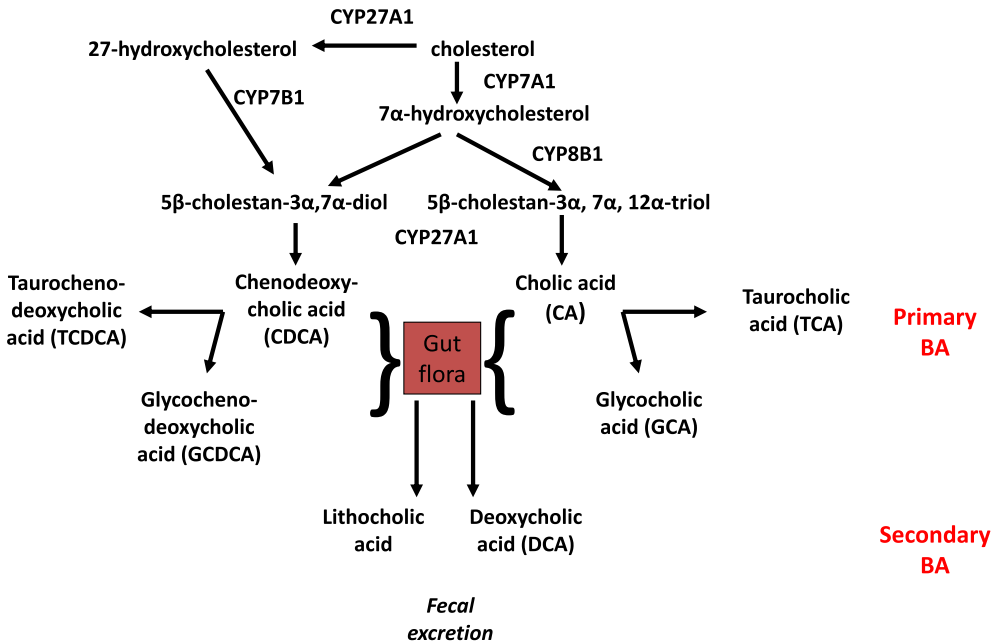 CYP27A1
27-hydroxycholesterol
cholesterol
CYP7A1
CYP7B1
7α-hydroxycholesterol
CYP8B1
5β-cholestan-3α,7α-diol
5β-cholestan-3α, 7α, 12α-triol
CYP27A1
Taurocheno-
deoxycholic
acid (TCDCA)
Chenodeoxy-
cholic acid
(CDCA)
Cholic acid
(CA)
Taurocholic
acid (TCA)
Primary
BA
Gut
flora
Glycocheno-
deoxycholic
acid (GCDCA)
Glycocholic
acid (GCA)
Lithocholic
acid
Deoxycholic
acid (DCA)
Secondary
BA
Fecal
excretion